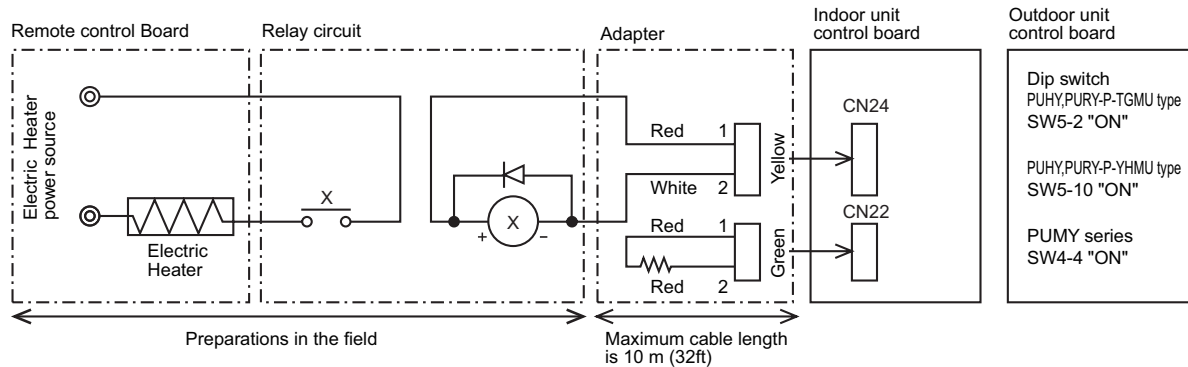 Remote control Board
Relay circuit
Adapter
Indoor unit
control board
Outdoor unit
control board
Electric Heater
power source
Electric
Heater
X
X
+
−
Red
1
White
2
Yellow
Red
1
Red
2
Green
CN24
CN22
Dip switch
PUHY,PURY-P-TGMU type
SW5-2 "ON"
PUHY,PURY-P-YHMU type
SW5-10 "ON"
PUMY series
SW4-4 "ON"
Preparations in the field
Maximum cable length
is 10 m (32ft)